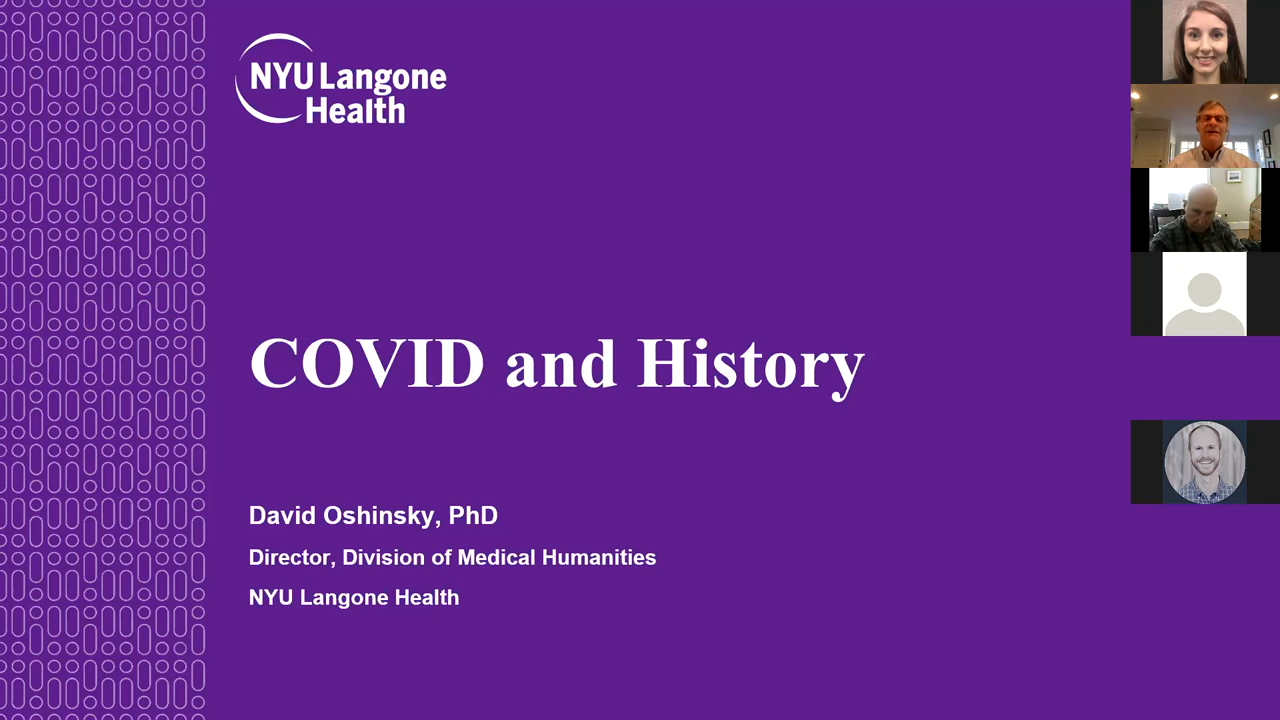 NYU Langone
Health
COVID and History
David Oshinsky, PhD
Director, Division of Medical Humanities
NYU Langone Health